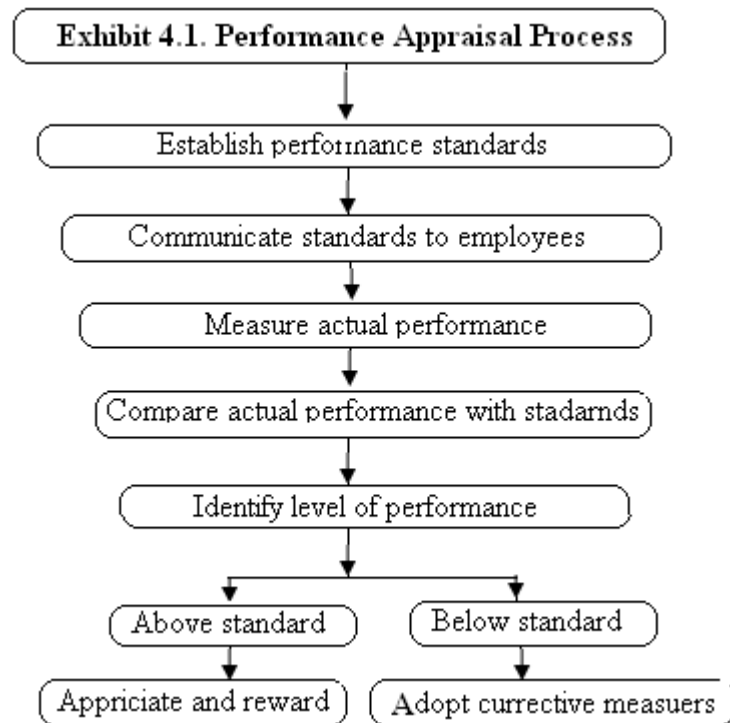 Exhibit 4.1. Performance Appraisal Process
Establish performance standards
Communicate standards to employees
Measure actual performance
Compare actual performance with stadarnds
Identify level of performance
Above standard
Below standard
Appriciate and reward
Adopt currective measuers